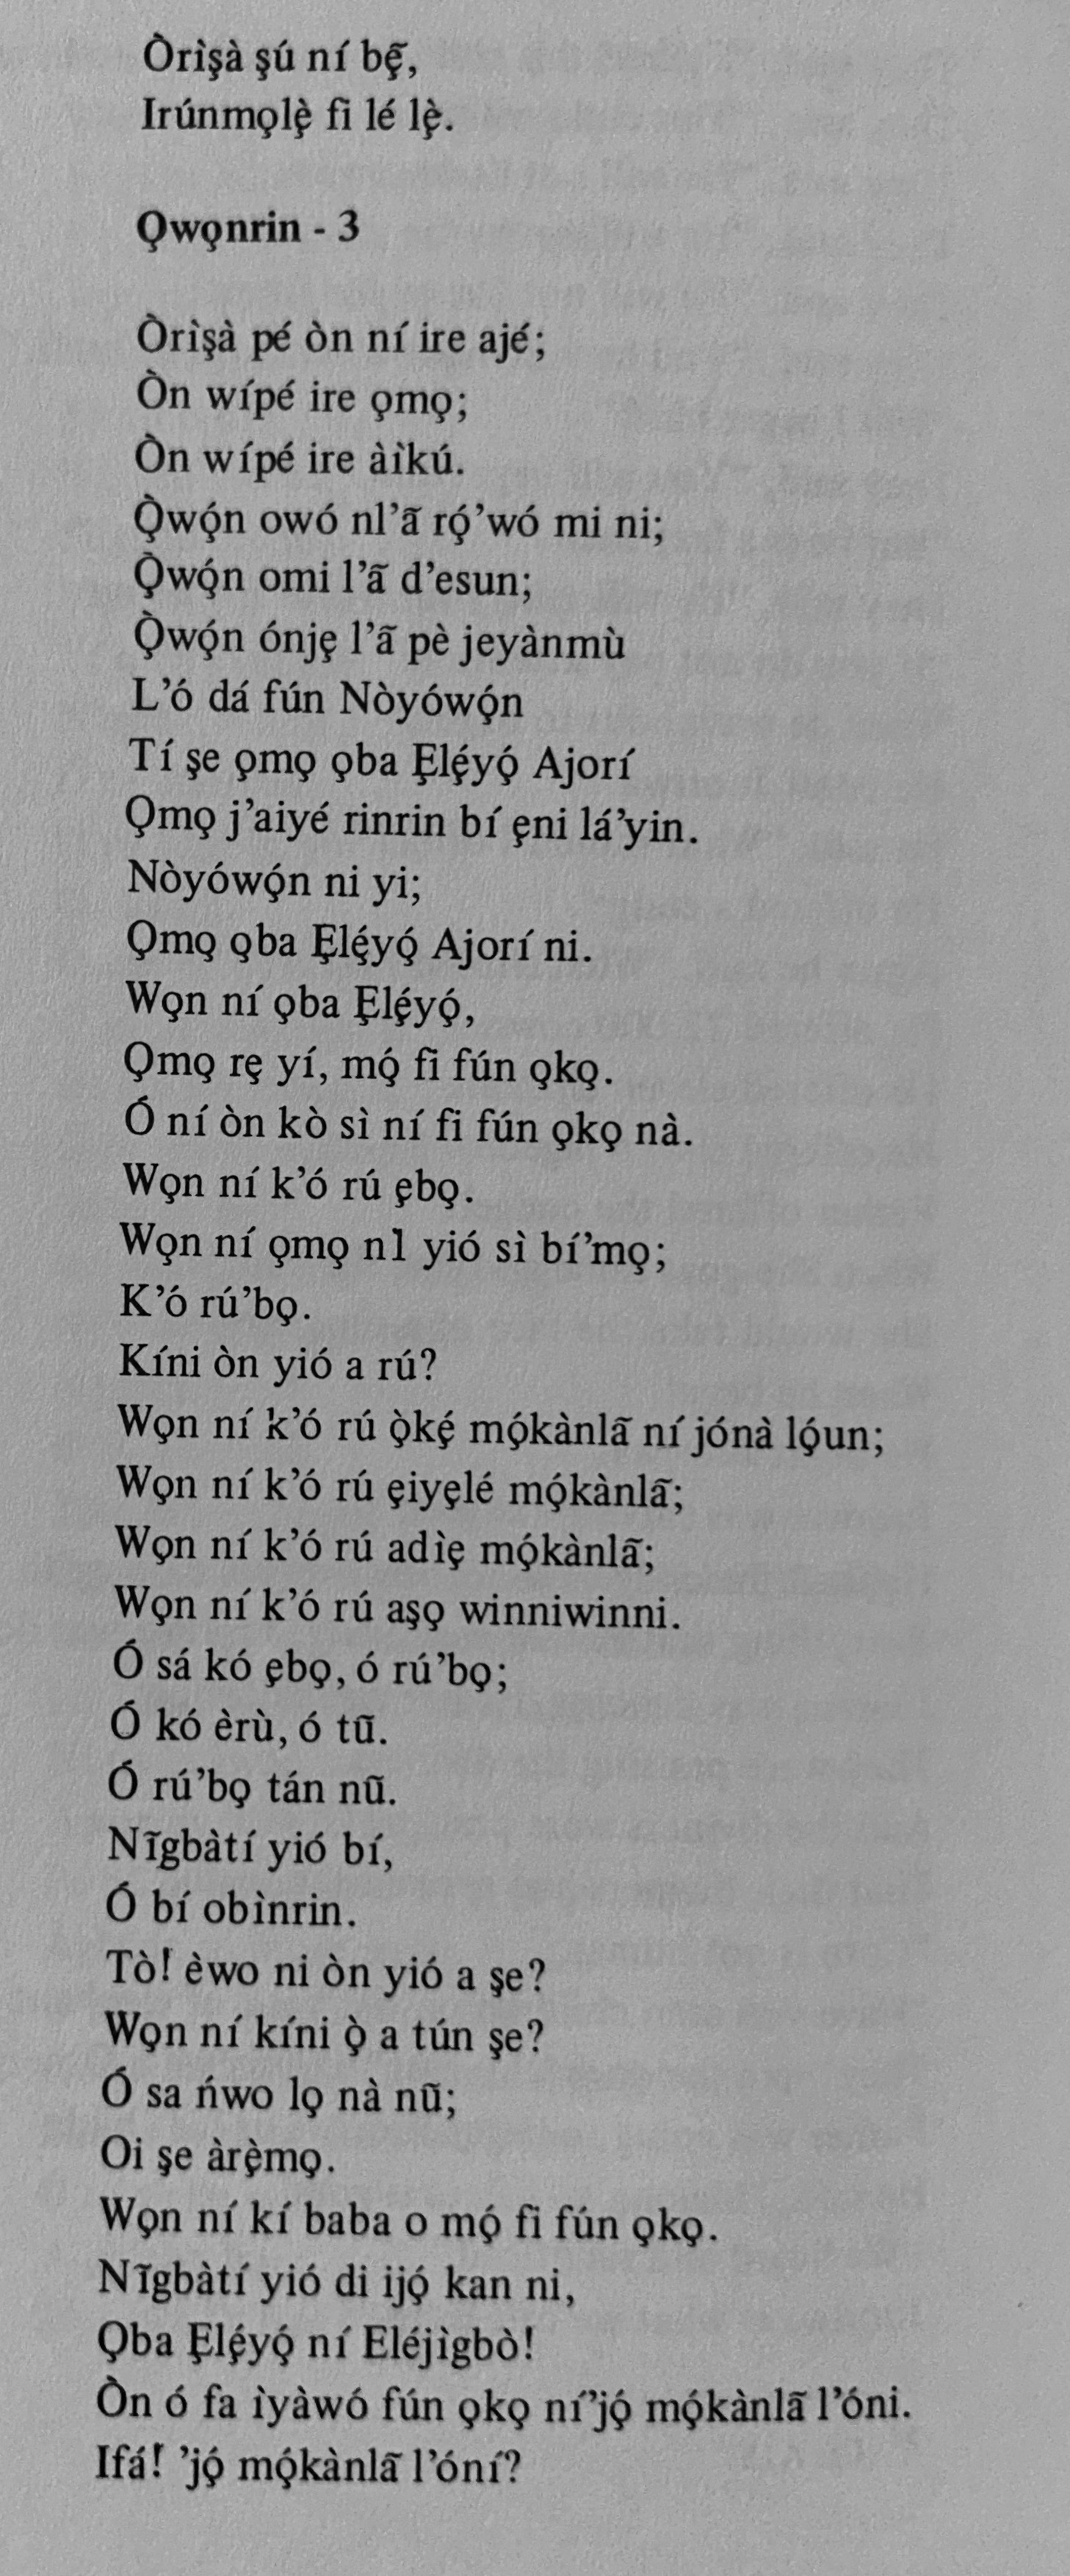 Òrìṣà ṣú ní bẹ̃,
Irúnmọlẹ̀ fi lé lẹ̀.
Ọwọnrin - 3
Òrìṣà pé òn ní ire ajé;
Òn wípé ire ọmọ;
Òn wípé ire àìkú.
Ọ̀wọ́n owó nl’ã rọ́’wó mi ni;
Ọ̀wọ́n omi l’ã d’esun;
Ọ̀wọ́n ónjẹ l’ã pè jeyànmù
L’ó dá fún Nòyówọ́n
Tí ṣe ọmọ ọba Ẹlẹ́yọ́ Ajorí
Ọmọ j’aiyé rinrin bí ẹni lá’yin.
Nòyówọ́n ni yi;
Ọmọ ọba Ẹlẹ́yọ́ Ajorí ni.
Wọn ní ọba Ẹlẹ́yọ́,
Ọmọ rẹ yí, mọ́ fi fún ọkọ.
Ó ní òn kò sì ní fi fún ọkọ nà.
Wọn ní k’ó rú ẹbọ.
Wọn ní ọmọ nl yió sì bí’mọ;
K’ó rú’bọ.
Kíni òn yió a rú?
Wọn ní k’ó rú ọ̀kẹ́ mọ́kànlã ní jónà lọ́un;
Wọn ní k’ó rú ẹiyẹlé mọ́kànlã;
Wọn ní k’ó rú adìẹ mọ́kànlã;
Wọn ní k’ó rú aṣọ winniwinni.
Ó sá kó ẹbọ, ó rú’bọ;
Ó kó èrù, ó tũ.
Ó rú’bọ tán nũ.
Nĩgbàtí yió bí,
Ó bí obìnrin.
Tò! èwo ni òn yió a ṣe?
Wọn ní kíni ọ̀ a tún ṣe?
Ó sa ńwo lọ nà nũ;
Oi ṣe àrẹ̀mọ.
Wọn ní kí baba o mọ́ fi fún ọkọ.
Nĩgbàtí yió di ijọ́ kan ni,
Ọba Ẹlẹ́yọ́ ní Eléjìgbò!
Òn ó fa ìyàwó fún ọkọ ní’jọ́ mọ́kànlã l’óni.
Ifá! ’jọ́ mọ́kànlã l’óní?